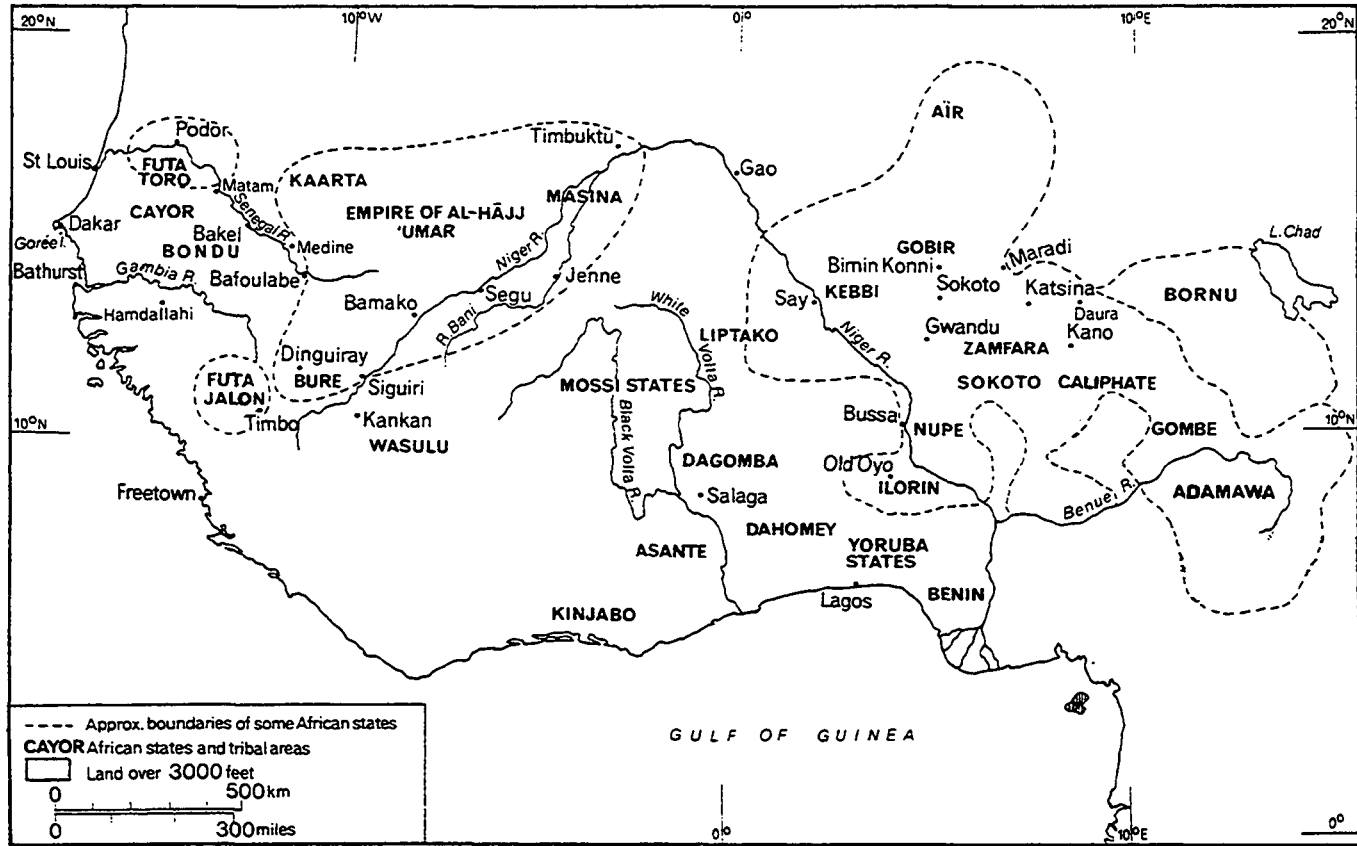 20°N
10°W
0°
10°E
20°N
AÏR
Podor
Timbuktu
St Louis
FUTA
TORO
KAARTA
Gao
Matam
MASINA
CAYOR
EMPIRE OF AL-HĀJJ
'UMAR
Senegal R.
Dakar
Bakel
Medine
L. Chad
Gorée I.
BONDU
Niger R.
GOBIR
Maradi
Bathurst
Gambia R.
Bafoulabe
Jenne
Birnin Konni
Sokoto
Katsina
BORNU
Hamdallahi
Bamako
Segu
White
Volta R.
Say
KEBBI
Daura
Kano
R. Bani
LIPTAKO
Gwandu
ZAMFARA
Niger R.
Dinguiray
FUTA
JALON
BURE
Siguiri
MOSSI STATES
SOKOTO CALIPHATE
Timbo
Kankan
Black Volta R.
Bussa
NUPE
GOMBE
10°N
10°N
WASULU
DAGOMBA
Old Oyo
ILORIN
Freetown
Salaga
Benue R.
ADAMAWA
DAHOMEY
ASANTE
YORUBA
STATES
Lagos
BENIN
KINJABO
GULF OF GUINEA
Approx. boundaries of some African states
CAYOR African states and tribal areas
Land over 3000 feet
0 500km
0 300miles
0°
10°E
0°